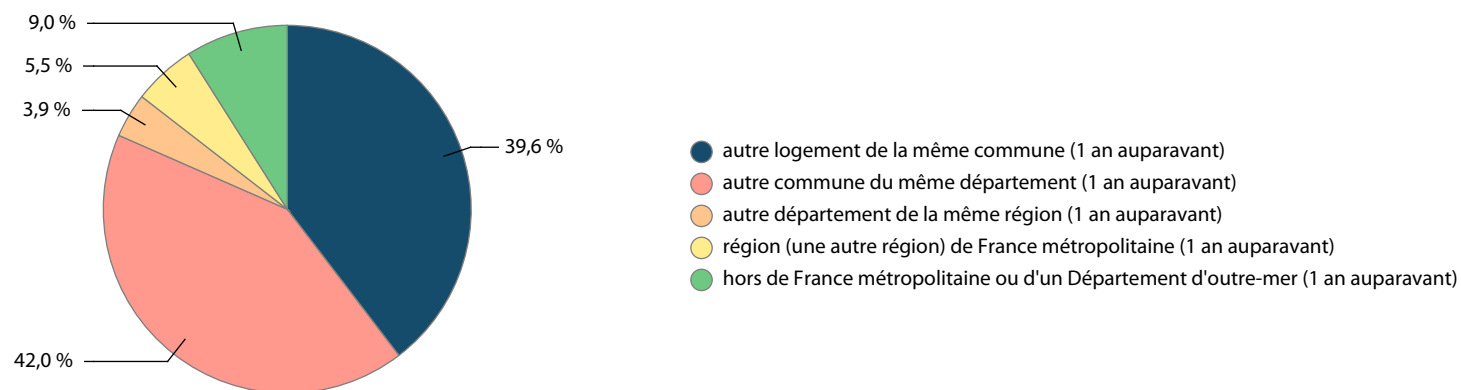 9,0 %
5,5 %
3,9 %
39,6 %
42,0 %
autre logement de la même commune (1 an auparavant)
autre commune du même département (1 an auparavant)
autre département de la même région (1 an auparavant)
région (une autre région) de France métropolitaine (1 an auparavant)
hors de France métropolitaine ou d'un Département d'outre-mer (1 an auparavant)